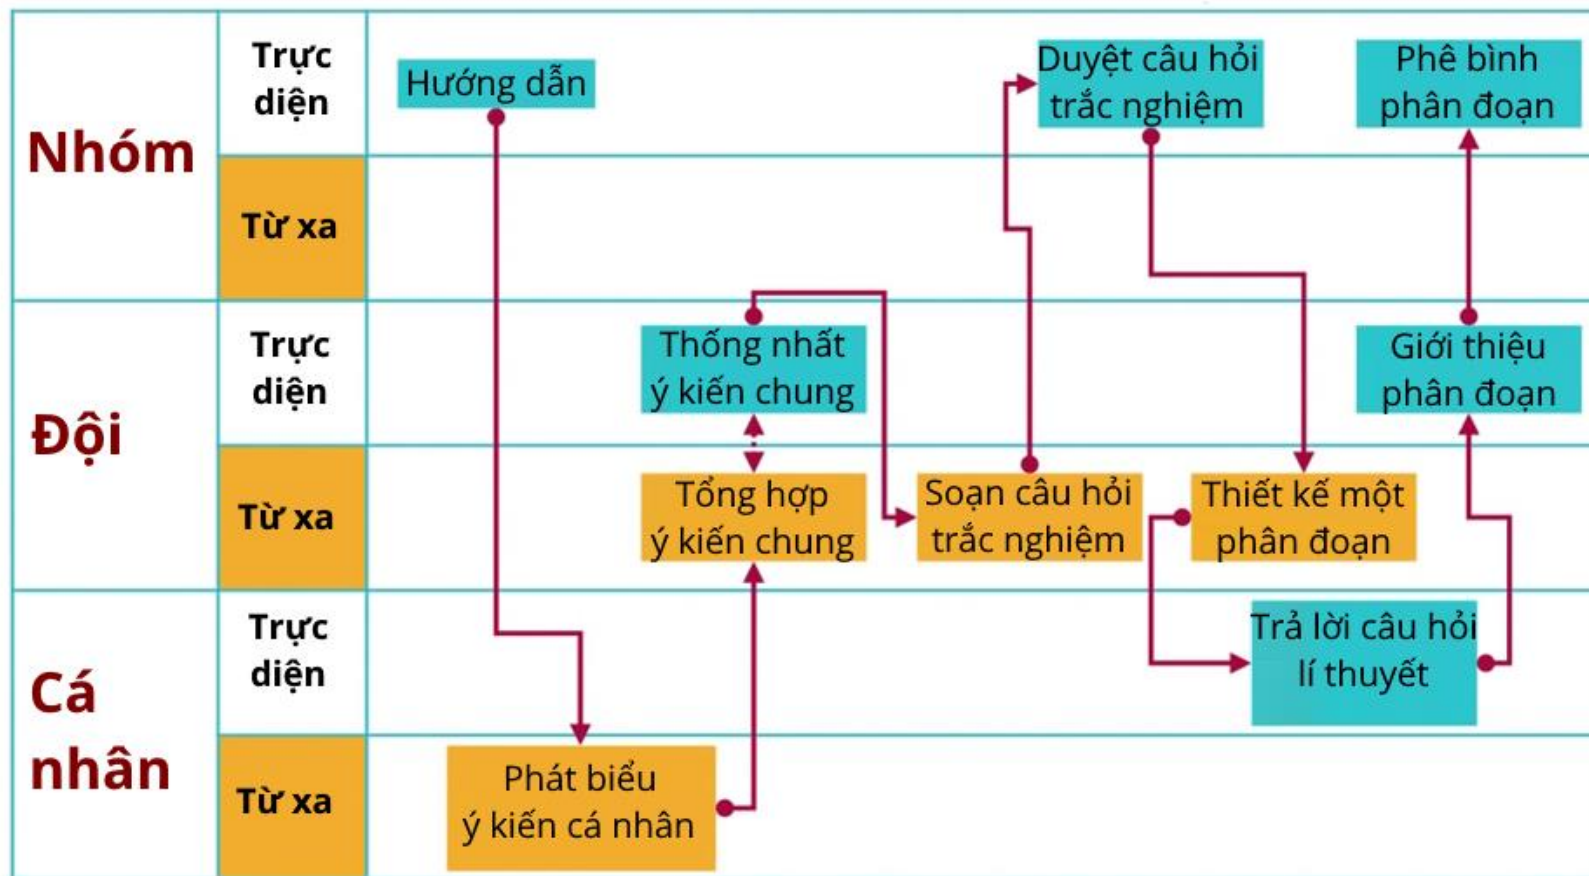 Trực
diện
Hướng dẫn
Duyệt câu hỏi
trắc nghiệm
Phê bình
phân đoạn
Nhóm
Từ xa
Trực
diện
Thống nhất
ý kiến chung
Giới thiệu
phân đoạn
Đội
Từ xa
Tổng hợp
ý kiến chung
Soạn câu hỏi
trắc nghiệm
Thiết kế một
phân đoạn
Trực
diện
Trả lời câu hỏi
lí thuyết
Cá
nhân
Từ xa
Phát biểu
ý kiến cá nhân